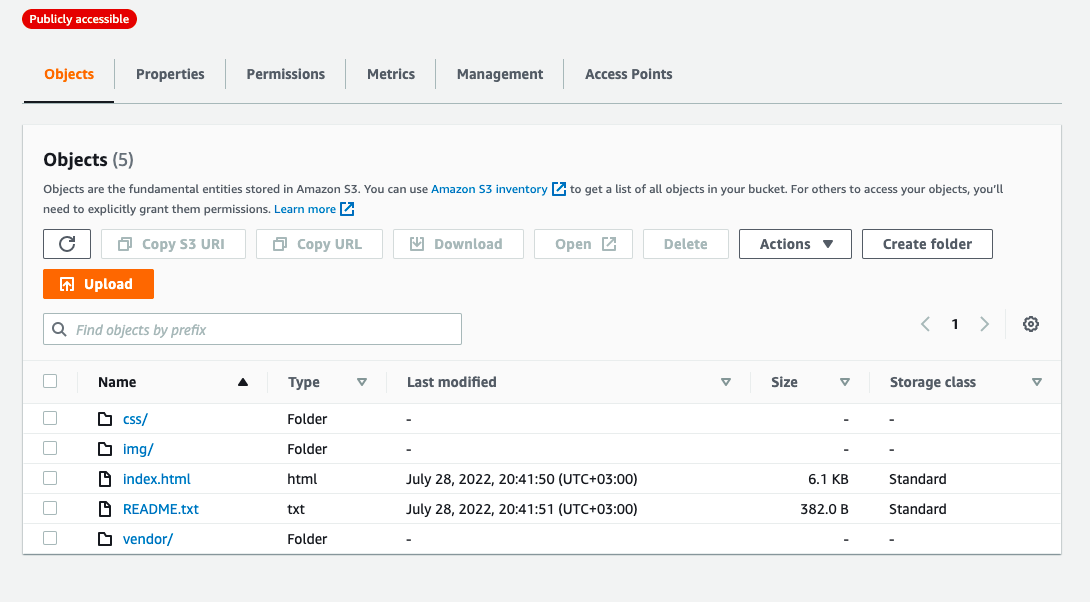 Publicly accessible
Objects Properties Permissions Metrics Management Access Points
Objects (5)
Objects are the fundamental entities stored in Amazon S3. You can use Amazon S3 inventory to get a list of all objects in your bucket. For others to access your objects, you'll
need to explicitly grant them permissions. Learn more
Copy S3 URI Copy URL Download Open Delete Actions Create folder
Upload
Find objects by prefix 1
Name Type Last modified Size Storage class
css/ Folder - - -
img/ Folder - - -
index.html html July 28, 2022, 20:41:50 (UTC+03:00) 6.1 KB Standard
README.txt txt July 28, 2022, 20:41:51 (UTC+03:00) 382.0 B Standard
vendor/ Folder - - -